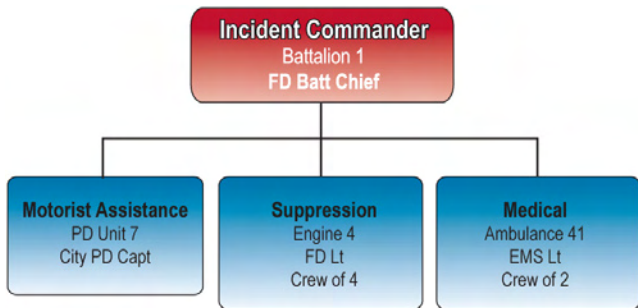 Incident Commander
Battalion 1
FD Batt Chief
Motorist Assistance
PD Unit 7
City PD Capt
Suppression
Engine 4
FD Lt
Crew of 4
Medical
Ambulance 41
EMS Lt
Crew of 2